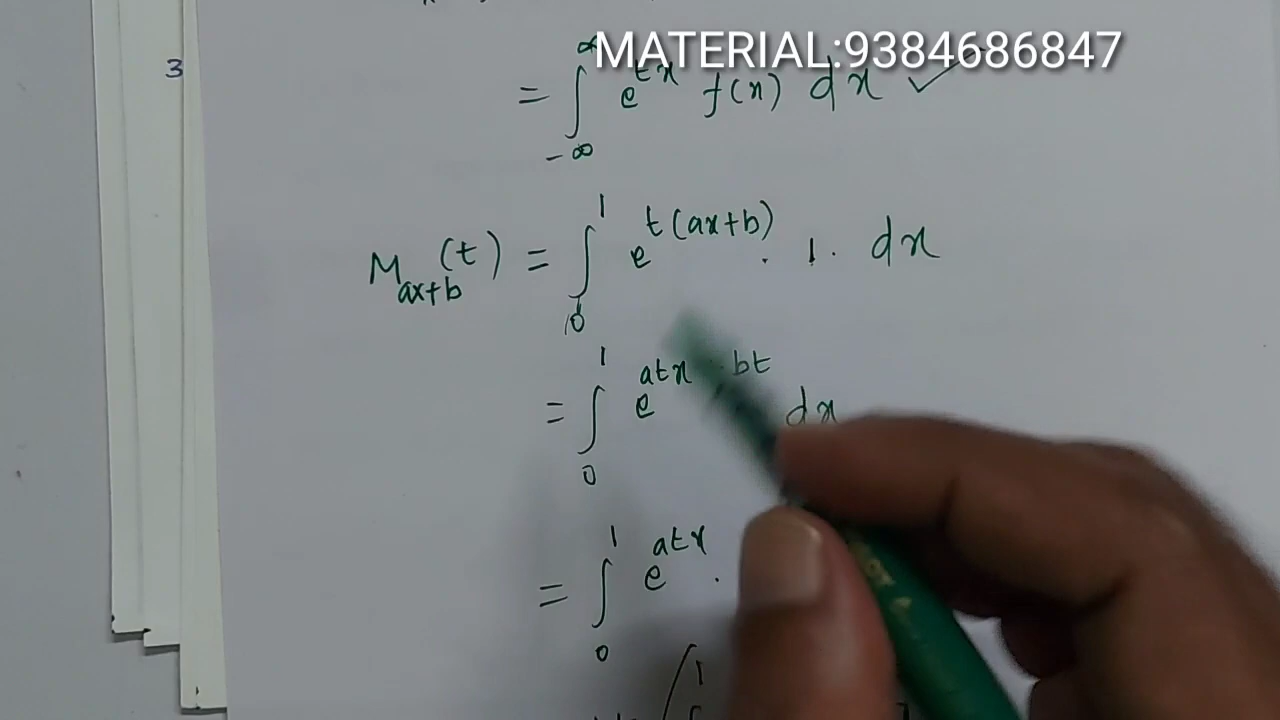 MATERIAL:9384686847
3
= ∫_{-∞}^{∞} e^{tx} f(x) dx ✓
M_{ax+b}(t) = ∫_0^1 e^{t(ax+b)} . 1. dx
= ∫_0^1 e^{atx + bt} dx
= ∫_0^1 e^{atx} .